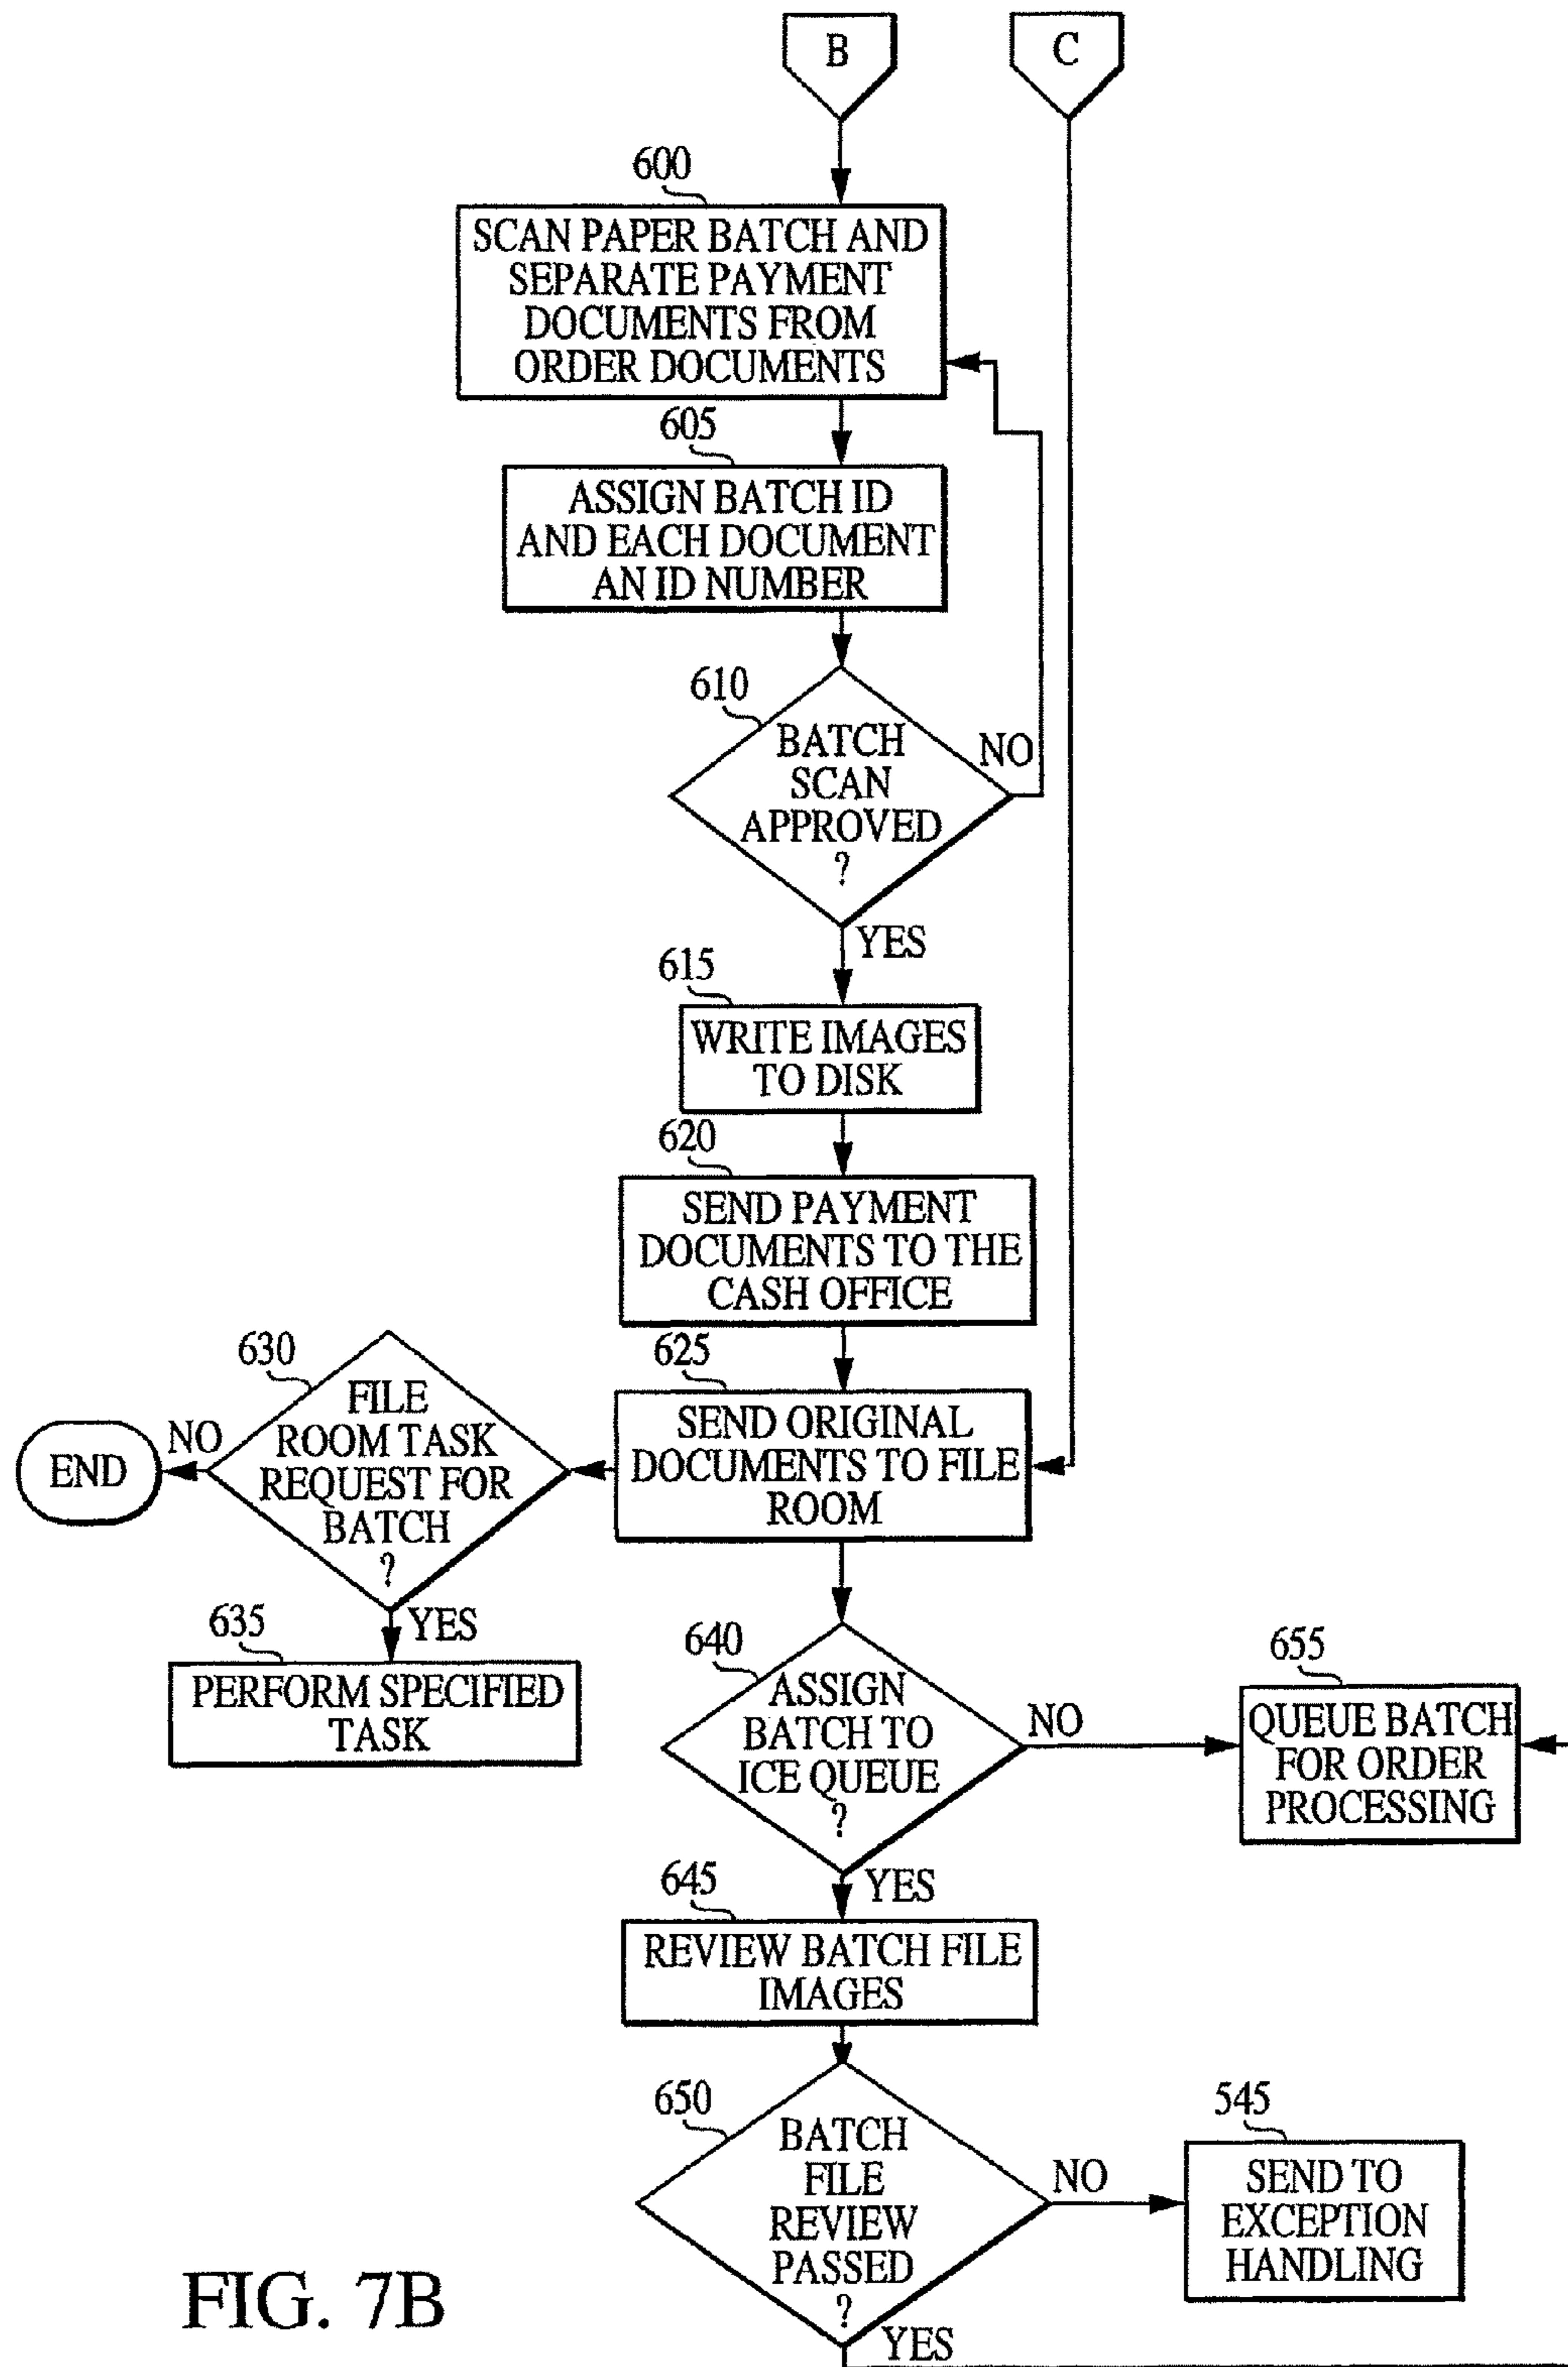 B
C
600
SCAN PAPER BATCH AND
SEPARATE PAYMENT
DOCUMENTS FROM
ORDER DOCUMENTS
605
ASSIGN BATCH ID
AND EACH DOCUMENT
AN ID NUMBER
610
BATCH
SCAN
APPROVED
?
NO
YES
615
WRITE IMAGES
TO DISK
620
SEND PAYMENT
DOCUMENTS TO THE
CASH OFFICE
625
SEND ORIGINAL
DOCUMENTS TO FILE
ROOM
630
FILE
ROOM TASK
REQUEST FOR
BATCH
?
NO
END
YES
635
PERFORM SPECIFIED
TASK
640
ASSIGN
BATCH TO
ICE QUEUE
?
NO
655
QUEUE BATCH
FOR ORDER
PROCESSING
YES
645
REVIEW BATCH FILE
IMAGES
650
BATCH
FILE
REVIEW
PASSED
?
NO
545
SEND TO
EXCEPTION
HANDLING
YES
FIG. 7B